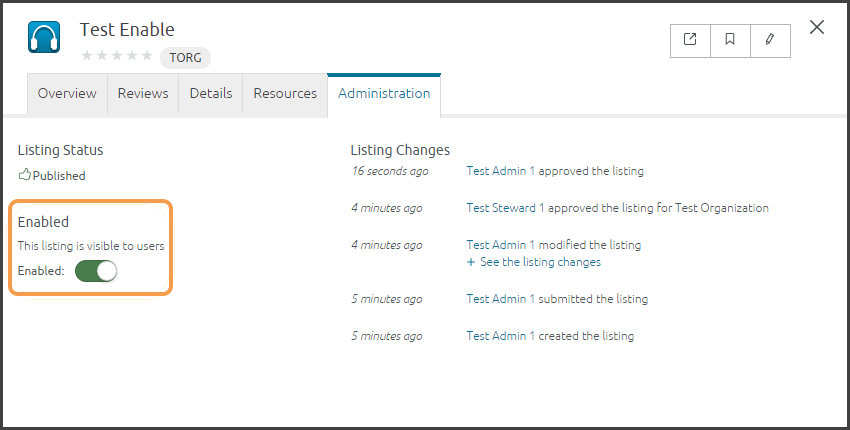 Test Enable
TORG
Overview
Reviews
Details
Resources
Administration
Listing Status
Published
Enabled
This listing is visible to users
Enabled:
Listing Changes
16 seconds ago Test Admin 1 approved the listing
4 minutes ago Test Steward 1 approved the listing for Test Organization
4 minutes ago Test Admin 1 modified the listing
+ See the listing changes
5 minutes ago Test Admin 1 submitted the listing
5 minutes ago Test Admin 1 created the listing